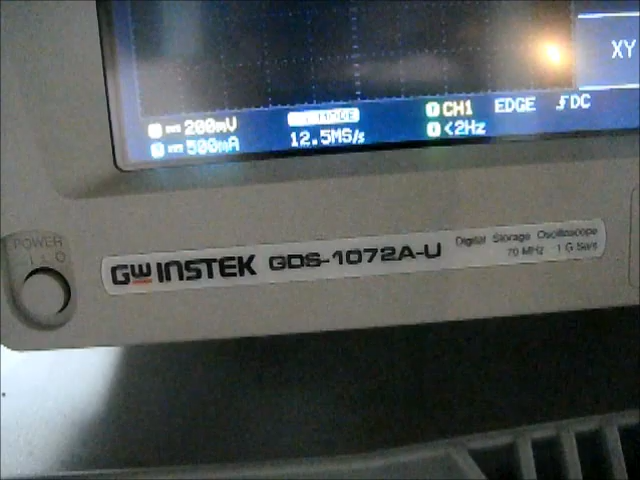 XY
200mV
CH1 EDGE DC
500mA
12.5MS/s
<2Hz
POWER
GW INSTEK GDS-1072A-U
Digital Storage Oscilloscope
70 MHz 1 G Sa/s